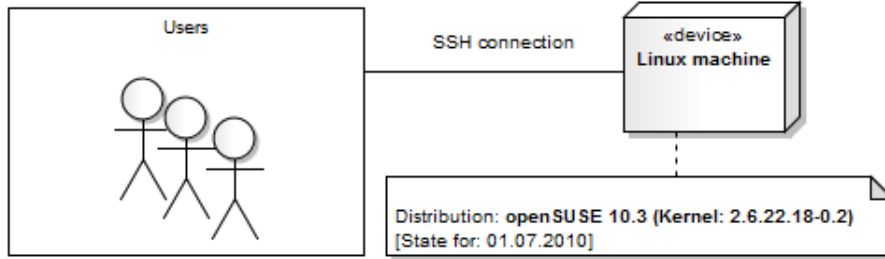 Users
SSH connection
«device»
Linux machine
Distribution: openSUSE 10.3 (Kernel: 2.6.22.18-0.2)
[State for: 01.07.2010]